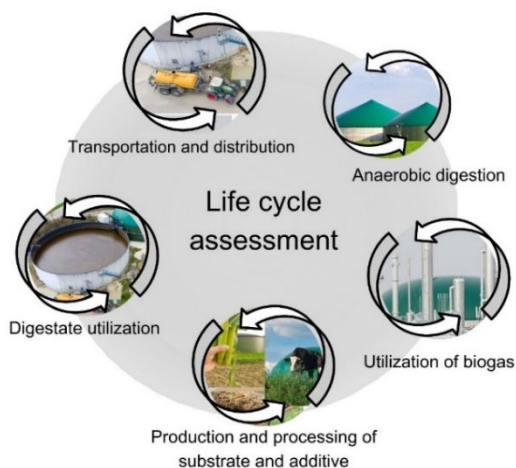 Transportation and distribution
Anaerobic digestion
Life cycle
assessment
Digestate utilization
Utilization of biogas
Production and processing of
substrate and additive